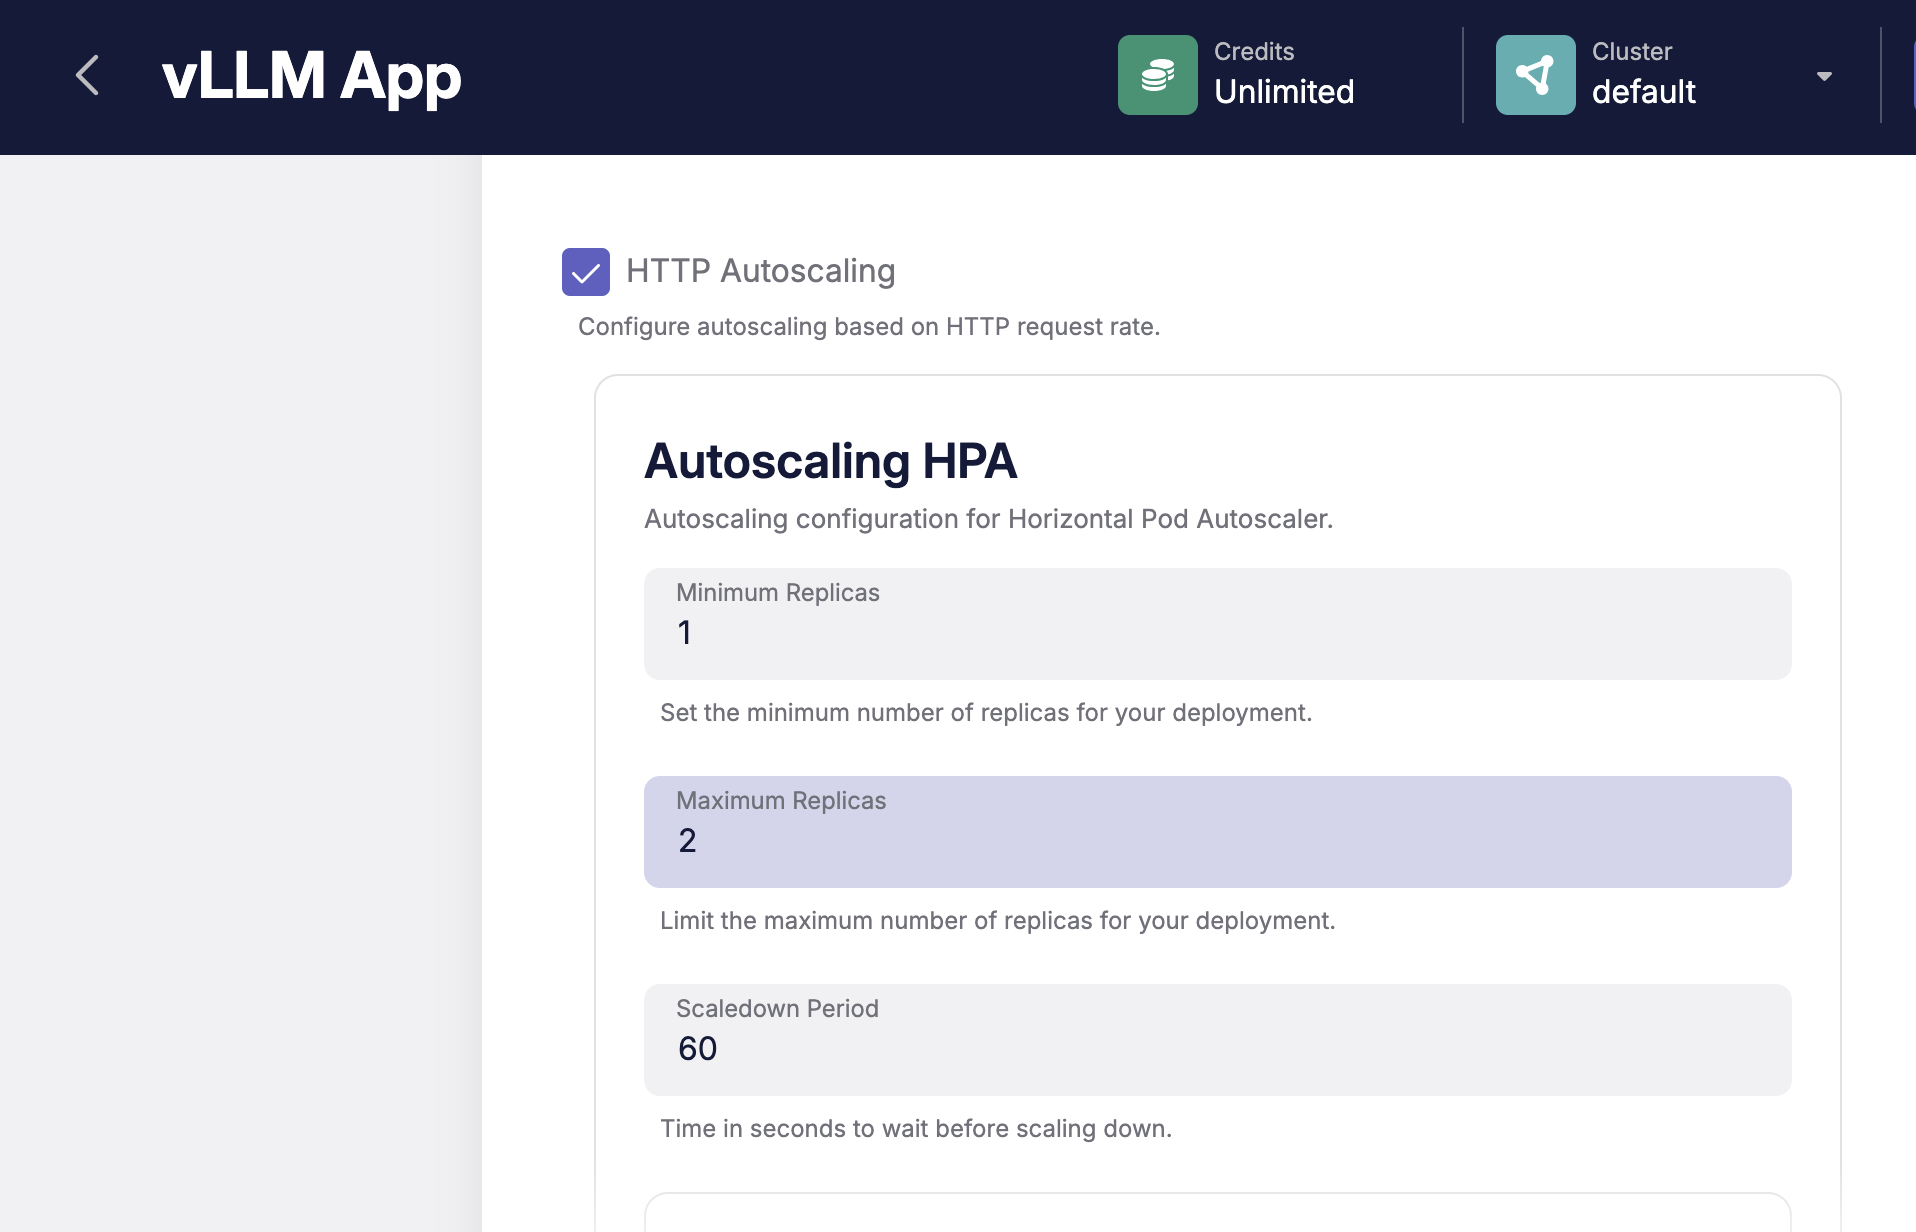 vLLM App
Credits
Unlimited
Cluster
default
HTTP Autoscaling
Configure autoscaling based on HTTP request rate.
Autoscaling HPA
Autoscaling configuration for Horizontal Pod Autoscaler.
Minimum Replicas
1
Set the minimum number of replicas for your deployment.
Maximum Replicas
2
Limit the maximum number of replicas for your deployment.
Scaledown Period
60
Time in seconds to wait before scaling down.